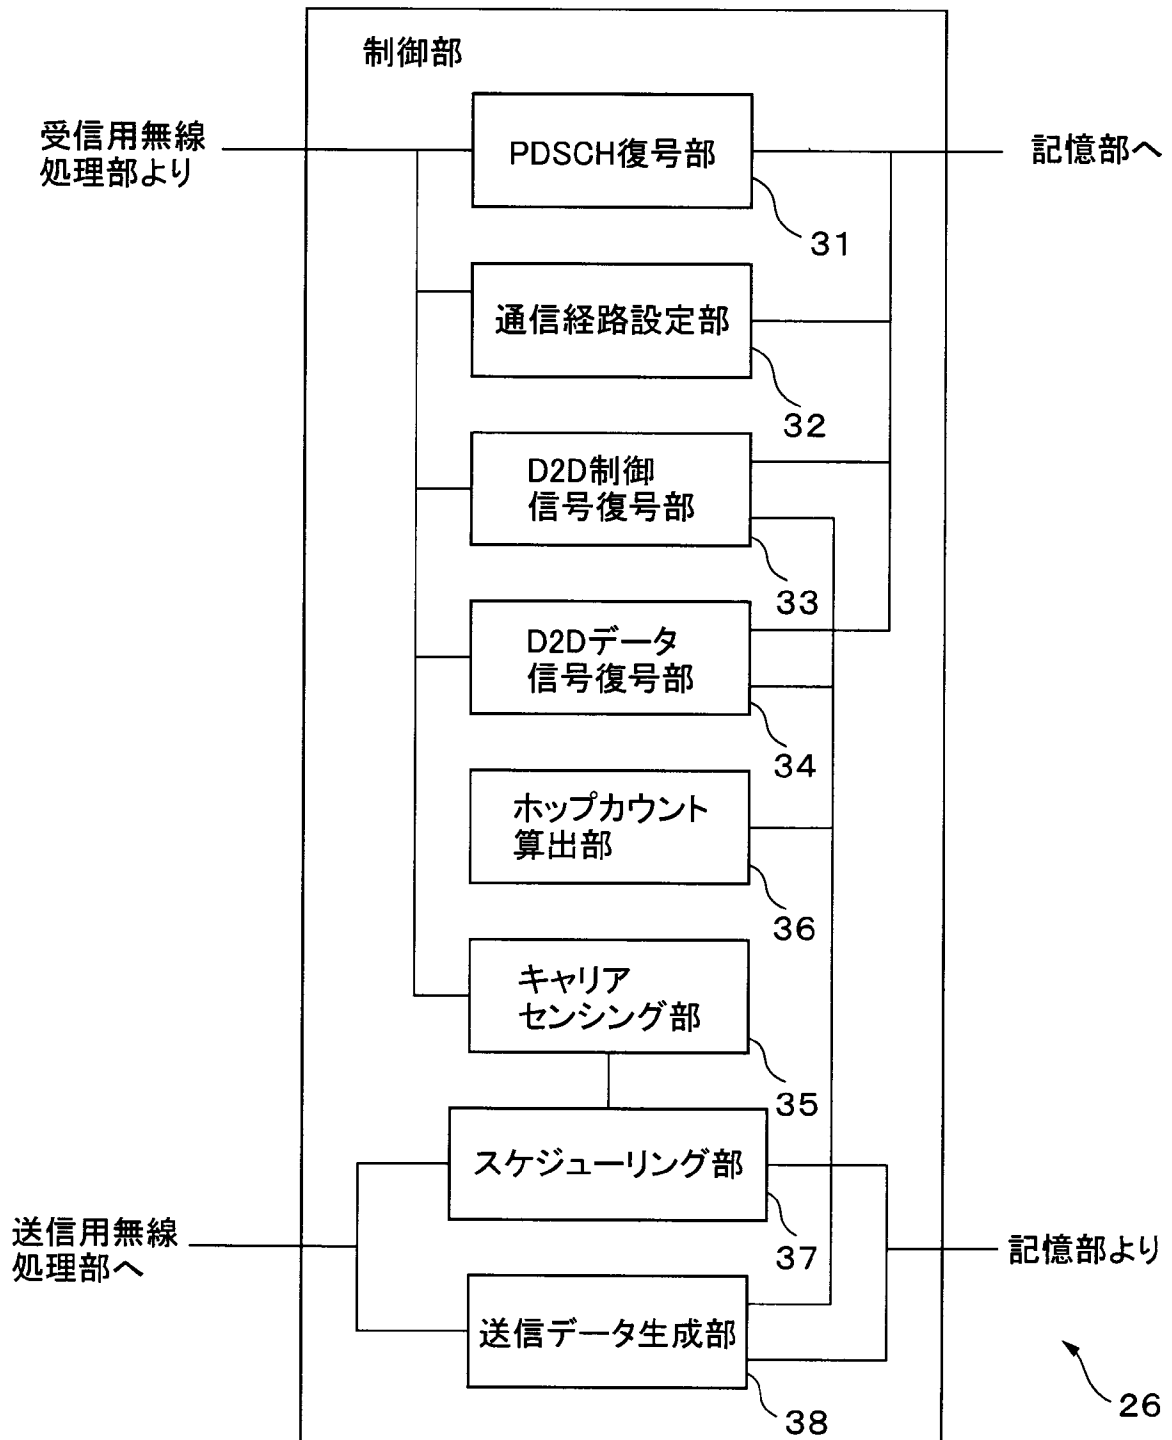 制御部
受信用無線
処理部より
PDSCH復号部
記憶部へ
31
通信経路設定部
32
D2D制御
信号復号部
33
D2Dデータ
信号復号部
34
ホップカウント
算出部
36
キャリア
センシング部
35
スケジューリング部
37
送信用無線
処理部へ
記憶部より
送信データ生成部
38
26